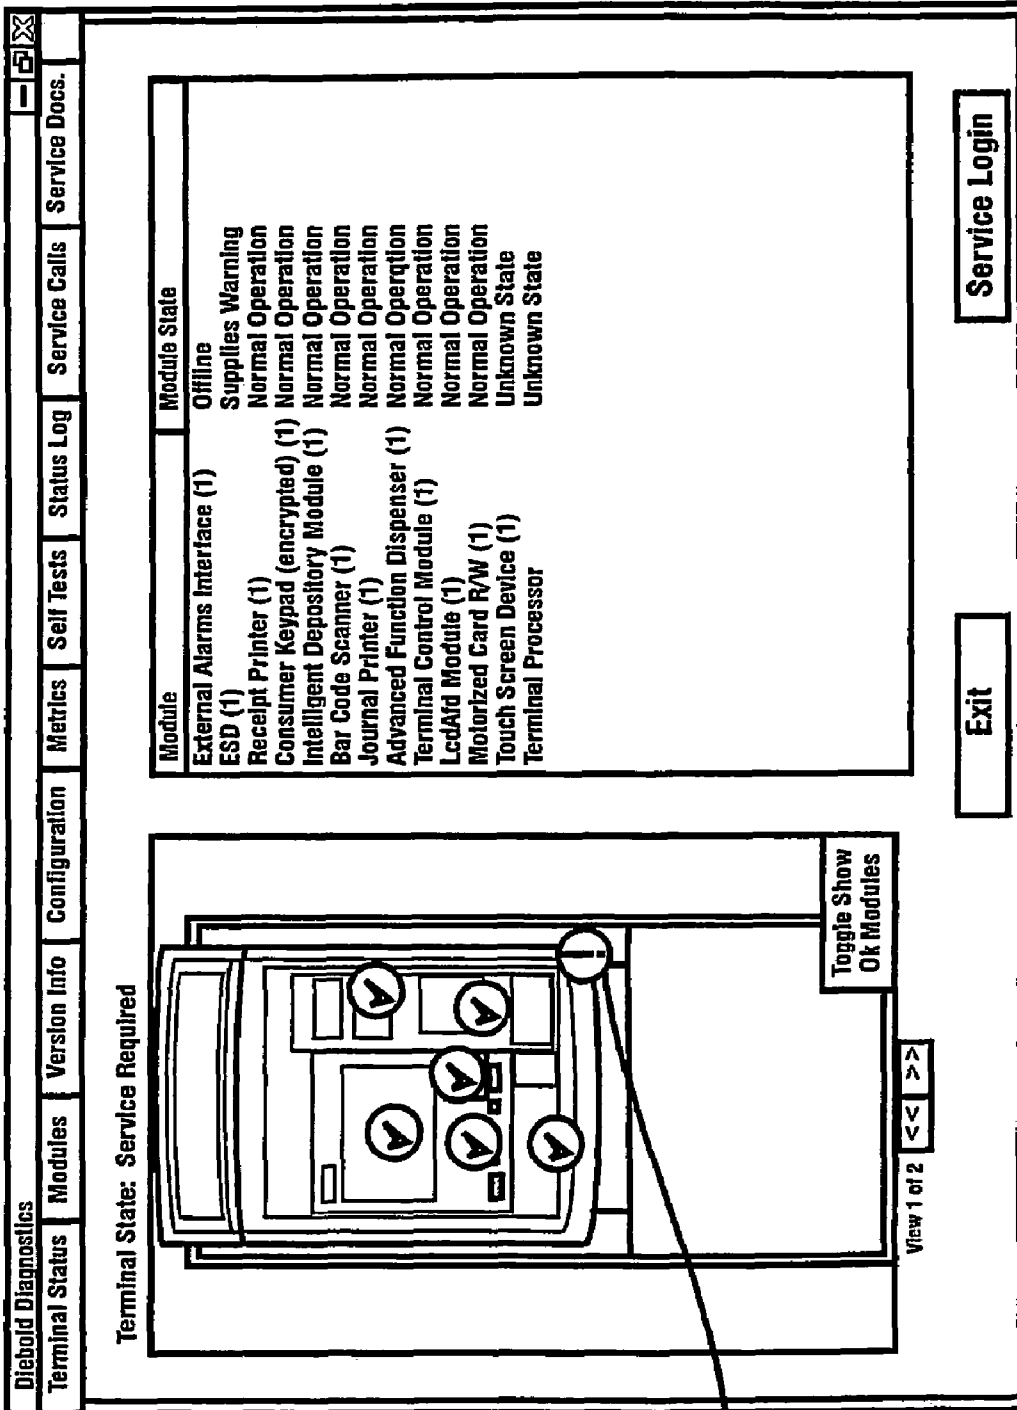 Diebold Diagnostics
Terminal Status Modules Version Info Configuration Metrics Self Tests Status Log Service Calls Service Docs.
Terminal State: Service Required
Module Module State
External Alarms Interface (1) Offline
ESD (1) Supplies Warning
Receipt Printer (1) Normal Operation
Consumer Keypad (encrypted) (1) Normal Operation
Intelligent Depository Module (1) Normal Operation
Bar Code Scanner (1) Normal Operation
Journal Printer (1) Normal Operation
Advanced Function Dispenser (1) Normal Operqtion
Terminal Control Module (1) Normal Operation
LcdAfd Module (1) Normal Operation
Motorized Card R/W (1) Normal Operation
Touch Screen Device (1) Unknown State
Terminal Processor Unknown State
Toggle Show
Ok Modules
View 1 of 2 << >>
Exit Service Login